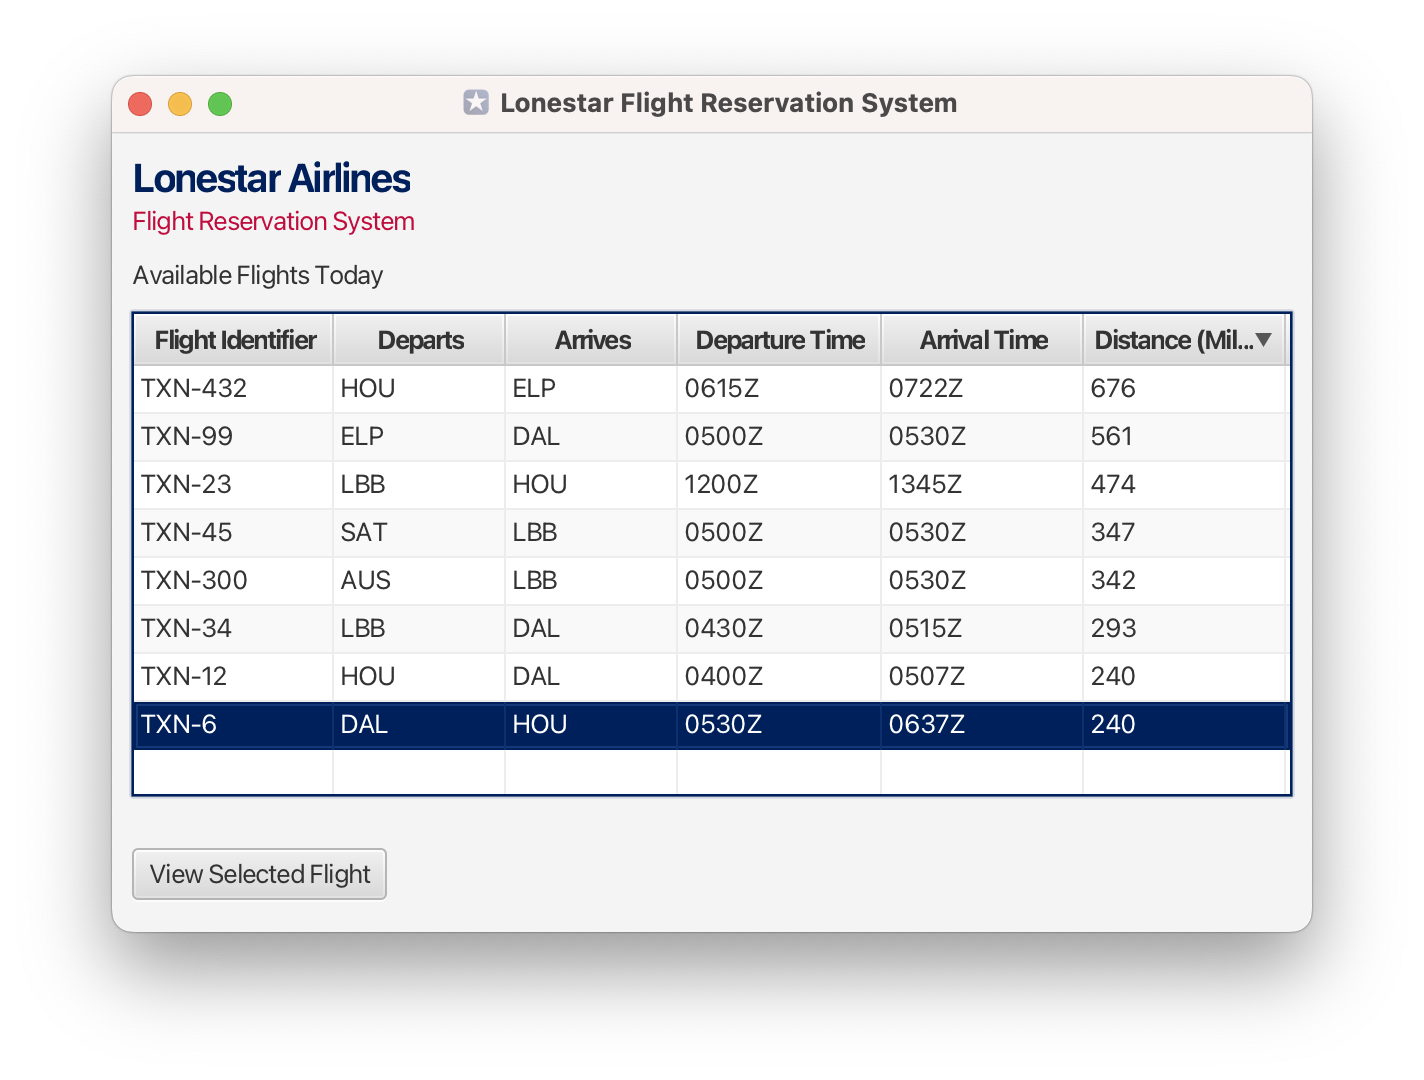 Lonestar Flight Reservation System
Lonestar Airlines
Flight Reservation System
Available Flights Today
Flight Identifier Departs Arrives Departure Time Arrival Time Distance (Mil...
TXN-432 HOU ELP 0615Z 0722Z 676
TXN-99 ELP DAL 0500Z 0530Z 561
TXN-23 LBB HOU 1200Z 1345Z 474
TXN-45 SAT LBB 0500Z 0530Z 347
TXN-300 AUS LBB 0500Z 0530Z 342
TXN-34 LBB DAL 0430Z 0515Z 293
TXN-12 HOU DAL 0400Z 0507Z 240
TXN-6 DAL HOU 0530Z 0637Z 240
View Selected Flight